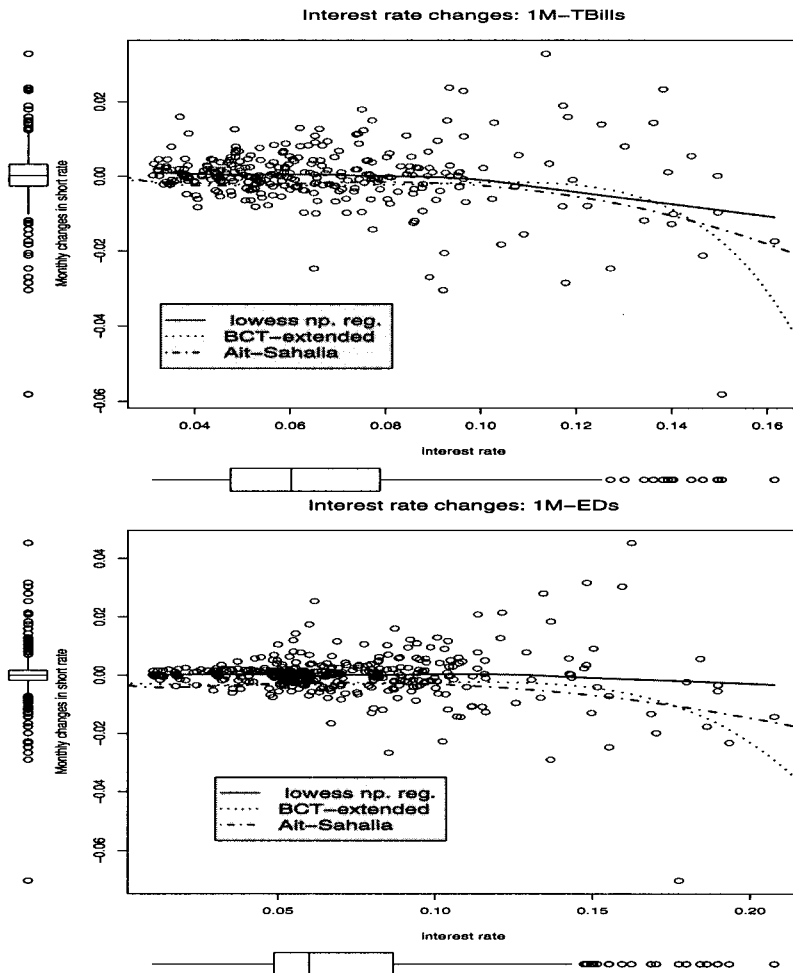 Interest rate changes: 1M-TBills
Monthly changes in short rate
0.02
0.00
-0.02
-0.04
-0.06
lowess np. reg.
BCT-extended
Ait-Sahalia
0.04 0.06 0.08 0.10 0.12 0.14 0.16
interest rate
Interest rate changes: 1M-EDs
Monthly changes in short rate
0.04
0.02
0.00
-0.02
-0.04
-0.06
lowess np. reg.
BCT-extended
Ait-Sahalia
0.05 0.10 0.15 0.20
interest rate